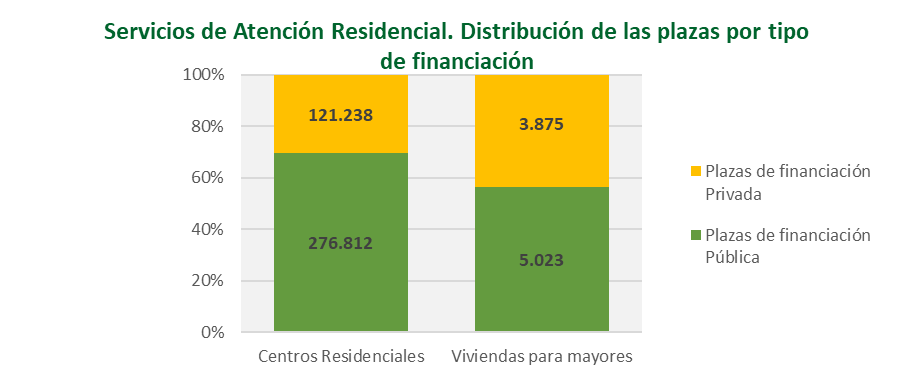 Servicios de Atención Residencial. Distribución de las plazas por tipo
de financiación
100%
80%
60%
40%
20%
0%
121.238
3.875
276.812
5.023
Centros Residenciales
Viviendas para mayores
Plazas de financiación
Privada
Plazas de financiación
Pública